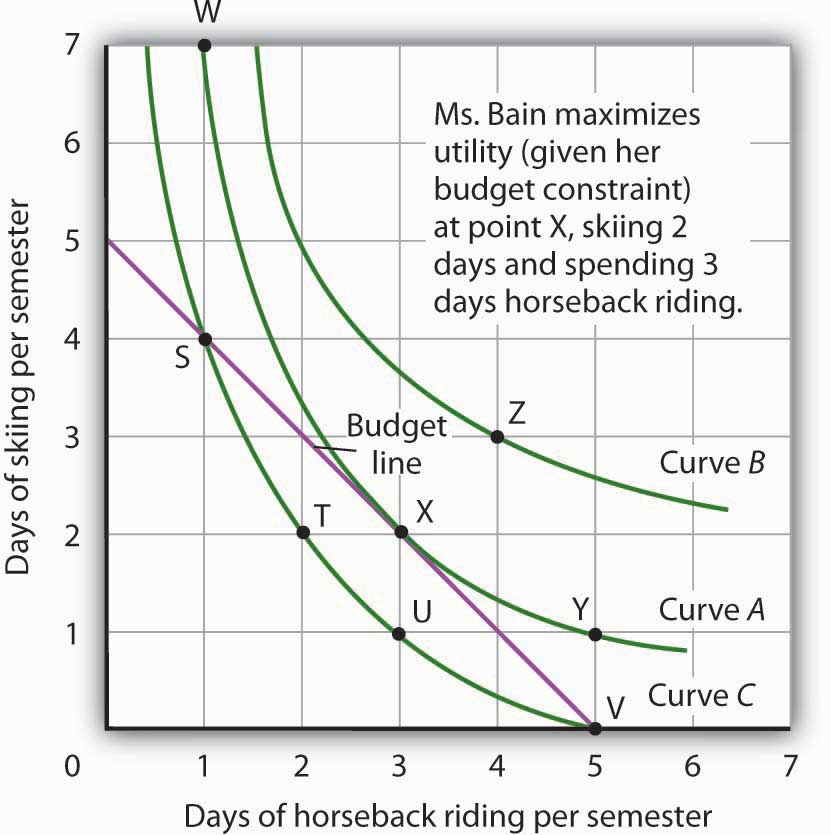 W
7
6
5
4
3
2
1
Days of skiing per semester
Ms. Bain maximizes
utility (given her
budget constraint)
at point X, skiing 2
days and spending 3
days horseback riding.
S
Budget
line
Z
Curve B
T
X
U
Y
Curve A
V
Curve C
0 1 2 3 4 5 6 7
Days of horseback riding per semester